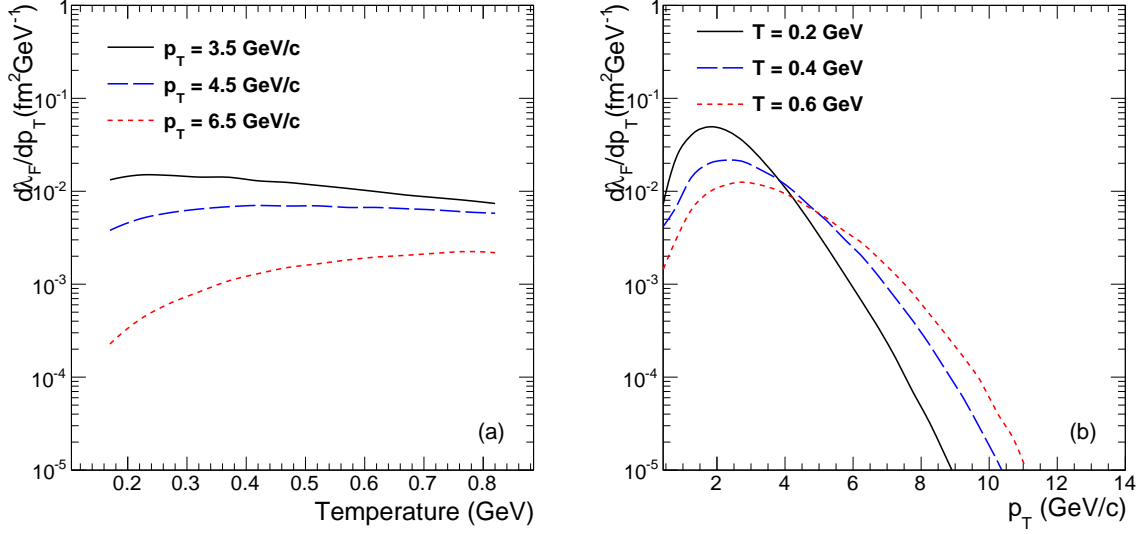 dλ_F/dp_T(fm²GeV⁻¹)
1
10⁻¹
10⁻²
10⁻³
10⁻⁴
10⁻⁵
p_T = 3.5 GeV/c
p_T = 4.5 GeV/c
p_T = 6.5 GeV/c
(a)
0.2 0.3 0.4 0.5 0.6 0.7 0.8
Temperature (GeV)
dλ_F/dp_T(fm²GeV⁻¹)
1
10⁻¹
10⁻²
10⁻³
10⁻⁴
10⁻⁵
T = 0.2 GeV
T = 0.4 GeV
T = 0.6 GeV
(b)
2 4 6 8 10 12 14
p_T (GeV/c)